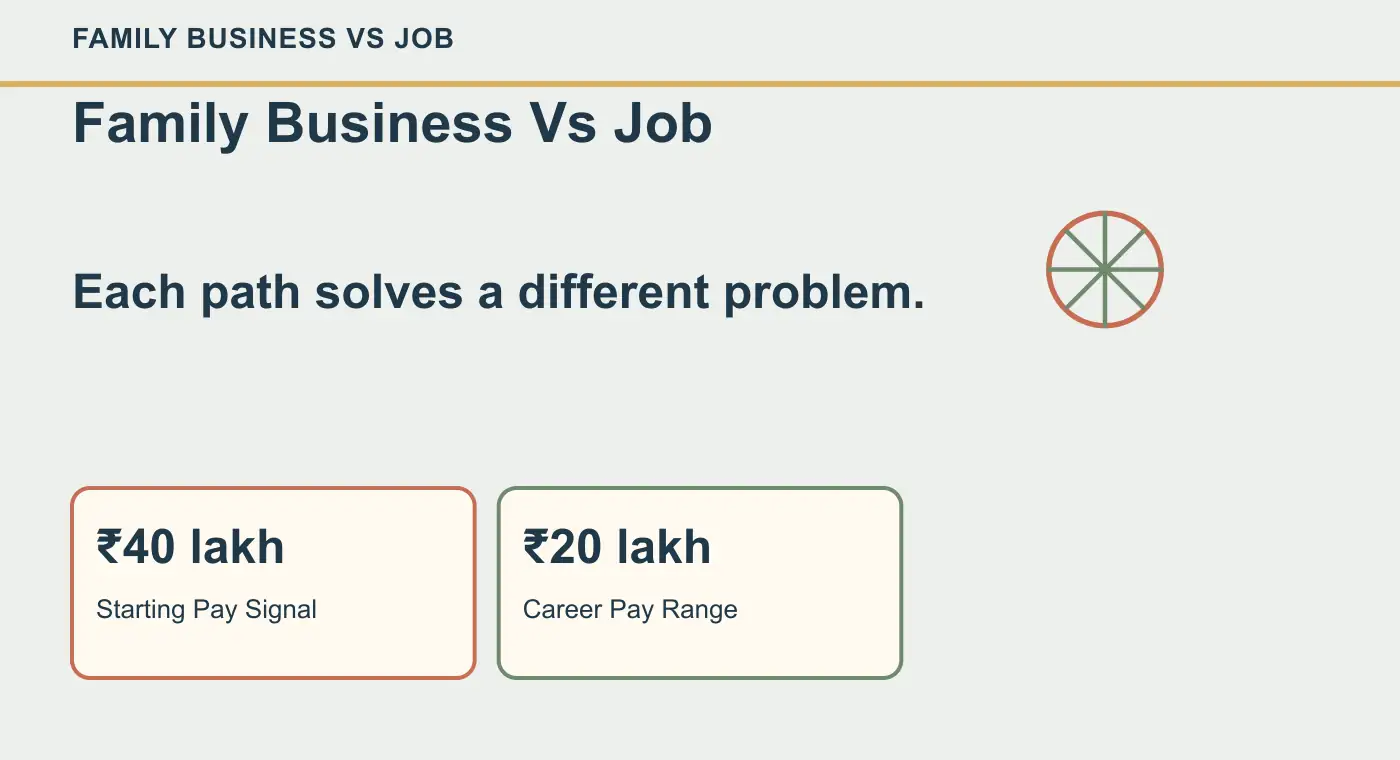 FAMILY BUSINESS VS JOB
Family Business Vs Job
Each path solves a different problem.
₹40 lakh
Starting Pay Signal
₹20 lakh
Career Pay Range